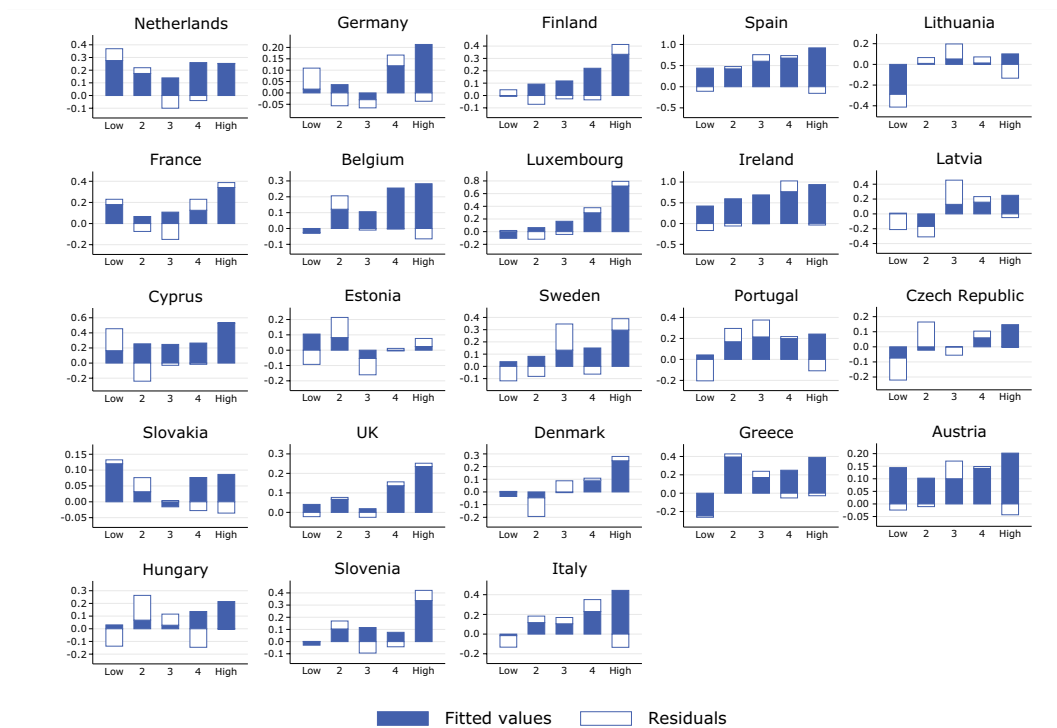 Netherlands Germany Finland Spain Lithuania
0.4 0.3 0.2 0.1 0.0 -0.1
0.20 0.15 0.10 0.05 0.00 -0.05
0.4 0.3 0.2 0.1 0.0 -0.1
1.0 0.5 0.0 -0.5
0.2 0.0 -0.2 -0.4
Low 2 3 4 High Low 2 3 4 High Low 2 3 4 High Low 2 3 4 High Low 2 3 4 High
France Belgium Luxembourg Ireland Latvia
0.4 0.2 0.0 -0.2
0.3 0.2 0.1 0.0 -0.1
0.8 0.6 0.4 0.2 0.0 -0.2
1.0 0.5 0.0 -0.5
0.4 0.2 0.0 -0.2 -0.4
Low 2 3 4 High Low 2 3 4 High Low 2 3 4 High Low 2 3 4 High Low 2 3 4 High
Cyprus Estonia Sweden Portugal Czech Republic
0.6 0.4 0.2 0.0 -0.2
0.2 0.1 0.0 -0.1 -0.2
0.4 0.3 0.2 0.1 0.0 -0.1
0.4 0.2 0.0 -0.2
0.2 0.1 0.0 -0.1 -0.2
Low 2 3 4 High Low 2 3 4 High Low 2 3 4 High Low 2 3 4 High Low 2 3 4 High
Slovakia UK Denmark Greece Austria
0.15 0.10 0.05 0.00 -0.05
0.3 0.2 0.1 0.0
0.3 0.2 0.1 0.0 -0.1 -0.2
0.4 0.2 0.0 -0.2
0.20 0.15 0.10 0.05 0.00 -0.05
Low 2 3 4 High Low 2 3 4 High Low 2 3 4 High Low 2 3 4 High Low 2 3 4 High
Hungary Slovenia Italy
0.3 0.2 0.1 0.0 -0.1 -0.2
0.4 0.3 0.2 0.1 0.0 -0.1
0.4 0.2 0.0 -0.2
Low 2 3 4 High Low 2 3 4 High Low 2 3 4 High
Fitted values Residuals